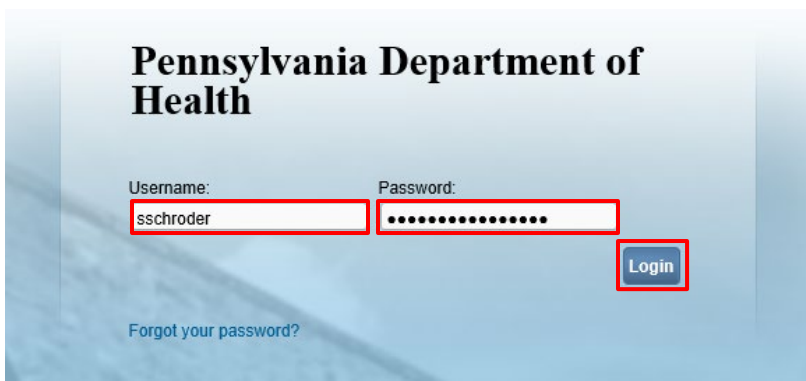 Pennsylvania Department of
Health
Username: Password:
sschroder ••••••••••••••••
Login
Forgot your password?